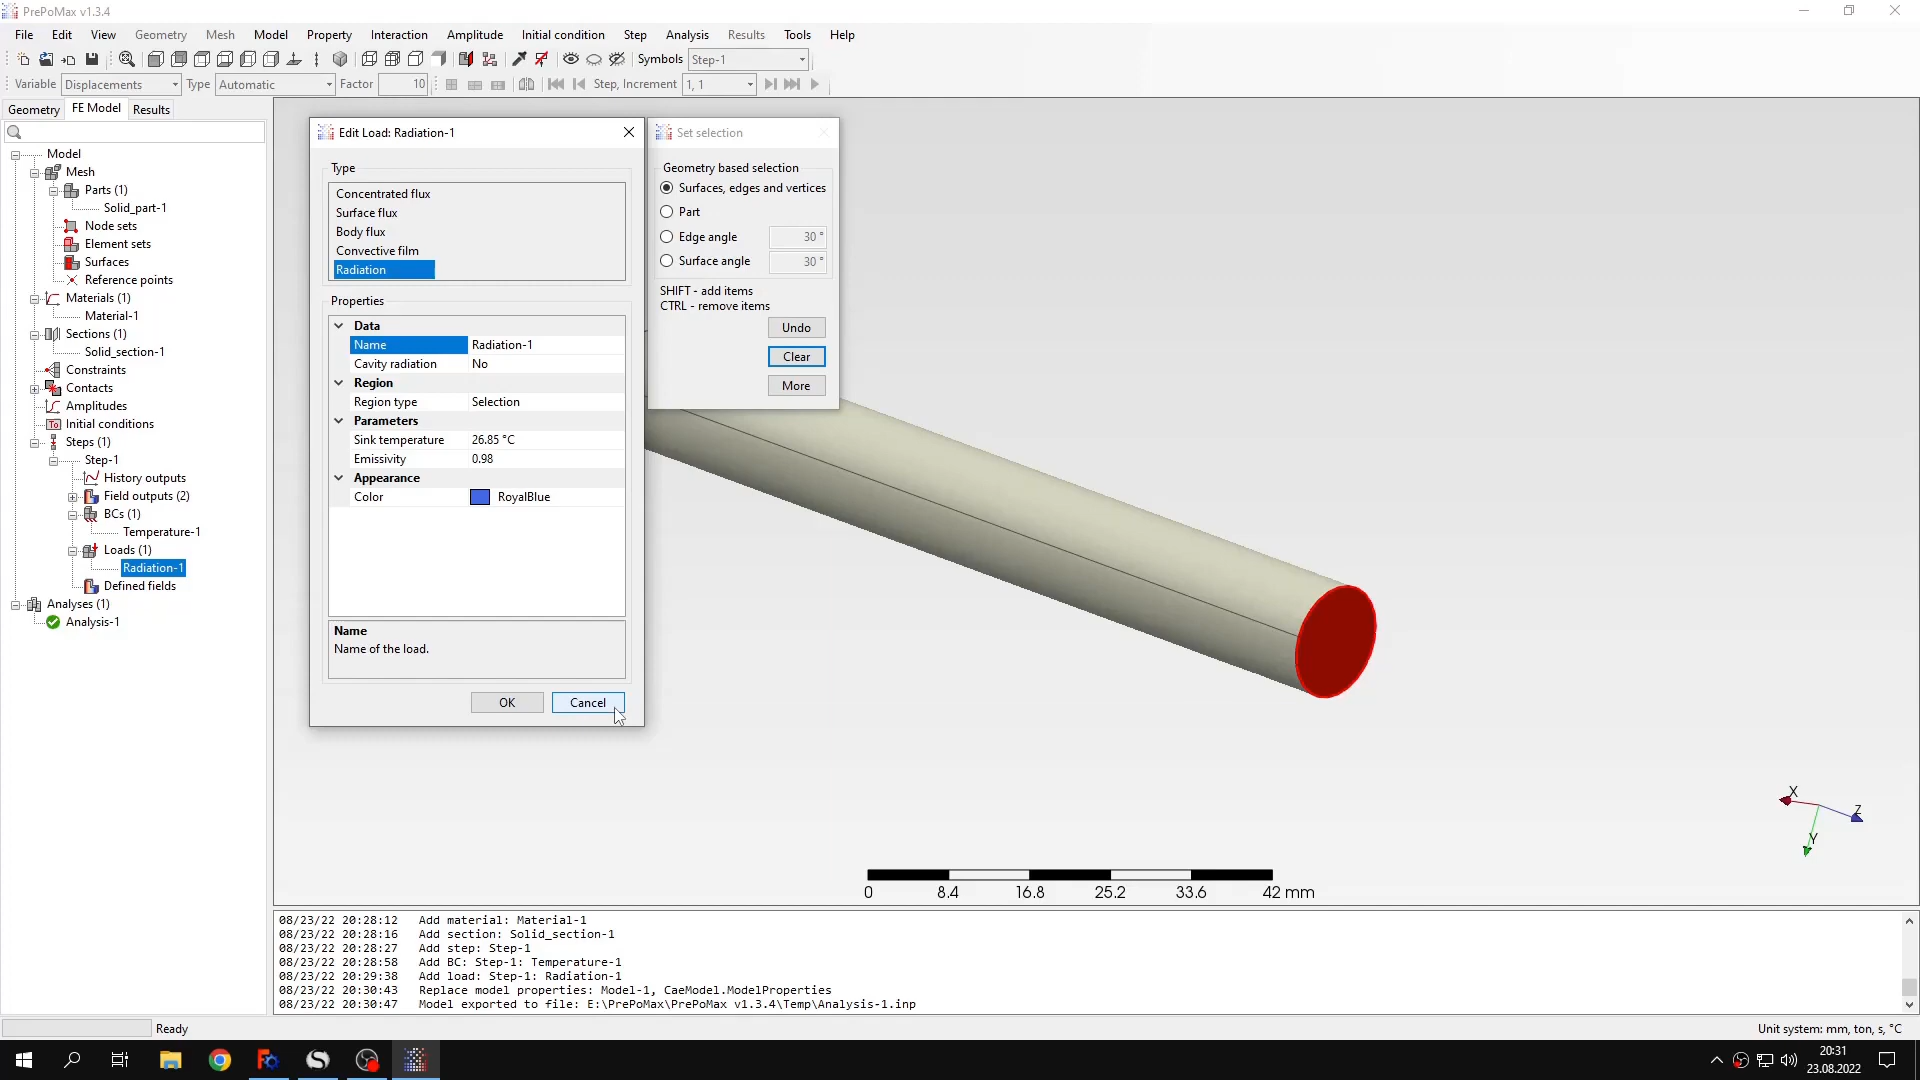 PrePoMax v1.3.4
File Edit View Geometry Mesh Model Property Interaction Amplitude Initial condition Step Analysis Results Tools Help
Symbols Step-1
Variable Displacements Type Automatic Factor 10 Step, Increment 1, 1
Geometry FE Model Results
Model
Mesh
Parts (1)
Solid_part-1
Node sets
Element sets
Surfaces
Reference points
Materials (1)
Material-1
Sections (1)
Solid_section-1
Constraints
Contacts
Amplitudes
Initial conditions
Steps (1)
Step-1
History outputs
Field outputs (2)
BCs (1)
Temperature-1
Loads (1)
Radiation-1
Defined fields
Analyses (1)
Analysis-1
Edit Load: Radiation-1
Type
Concentrated flux
Surface flux
Body flux
Convective film
Radiation
Properties
Data
Name Radiation-1
Cavity radiation No
Region
Region type Selection
Parameters
Sink temperature 26.85 °C
Emissivity 0.98
Appearance
Color RoyalBlue
Name
Name of the load.
OK Cancel
Set selection
Geometry based selection
Surfaces, edges and vertices
Part
Edge angle 30 °
Surface angle 30 °
SHIFT - add items
CTRL - remove items
Undo
Clear
More
X
Z
Y
0 8.4 16.8 25.2 33.6 42 mm
08/23/22 20:28:12 Add material: Material-1
08/23/22 20:28:16 Add section: Solid_section-1
08/23/22 20:28:27 Add step: Step-1
08/23/22 20:28:58 Add BC: Step-1: Temperature-1
08/23/22 20:29:38 Add load: Step-1: Radiation-1
08/23/22 20:30:43 Replace model properties: Model-1, CaeModel.ModelProperties
08/23/22 20:30:47 Model exported to file: E:\PrePoMax\PrePoMax v1.3.4\Temp\Analysis-1.inp
Ready
Unit system: mm, ton, s, °C
20:31
23.08.2022